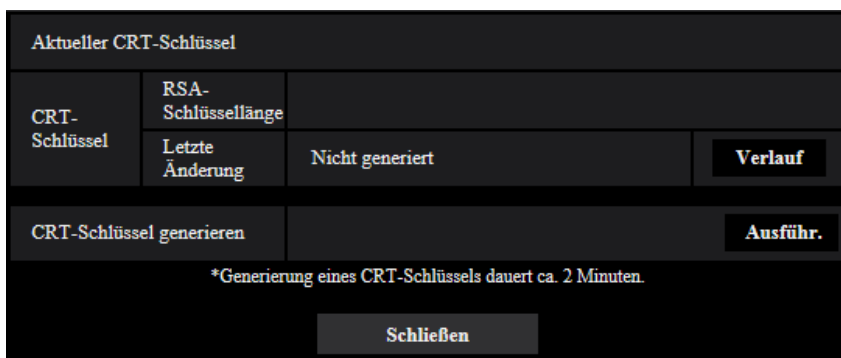 Aktueller CRT-Schlüssel
CRT-
Schlüssel
RSA-
Schlüssellänge
Letzte
Änderung
Nicht generiert
Verlauf
CRT-Schlüssel generieren
Ausführ.
*Generierung eines CRT-Schlüssels dauert ca. 2 Minuten.
Schließen